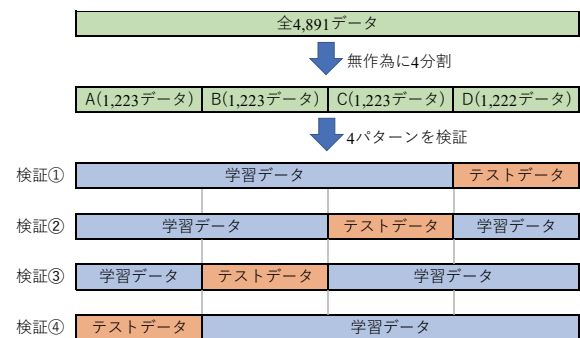 全4,891データ
無作為に4分割
A(1,223データ) B(1,223データ) C(1,223データ) D(1,222データ)
4パターンを検証
検証① 学習データ テストデータ
検証② 学習データ テストデータ 学習データ
検証③ 学習データ テストデータ 学習データ
検証④ テストデータ 学習データ